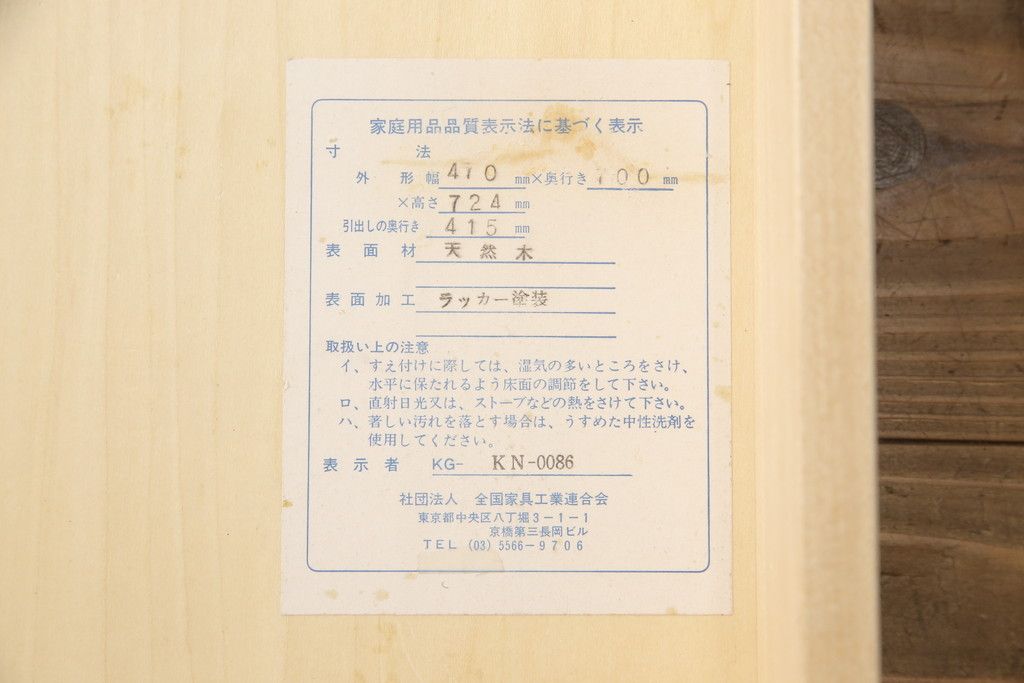 家庭用品品質表示法に基づく表示
寸　法
外　形　幅 470 mm×奥行き 00 mm
×高さ 724 mm
引出しの奥行き 415 mm
表面材 天然木
表面加工 ラッカー塗装
取扱い上の注意
イ、すえ付けに際しては、湿気の多いところをさけ、
水平に保たれるよう床面の調節をして下さい。
ロ、直射日光又は、ストーブなどの熱をさけて下さい。
ハ、著しい汚れを落とす場合は、うすめた中性洗剤を
使用してください。
表示者 KG- KN-0086
社団法人　全国家具工業連合会
東京都中央区八丁堀3-1-1
京橋第三長岡ビル
TEL (03) 5566-9706